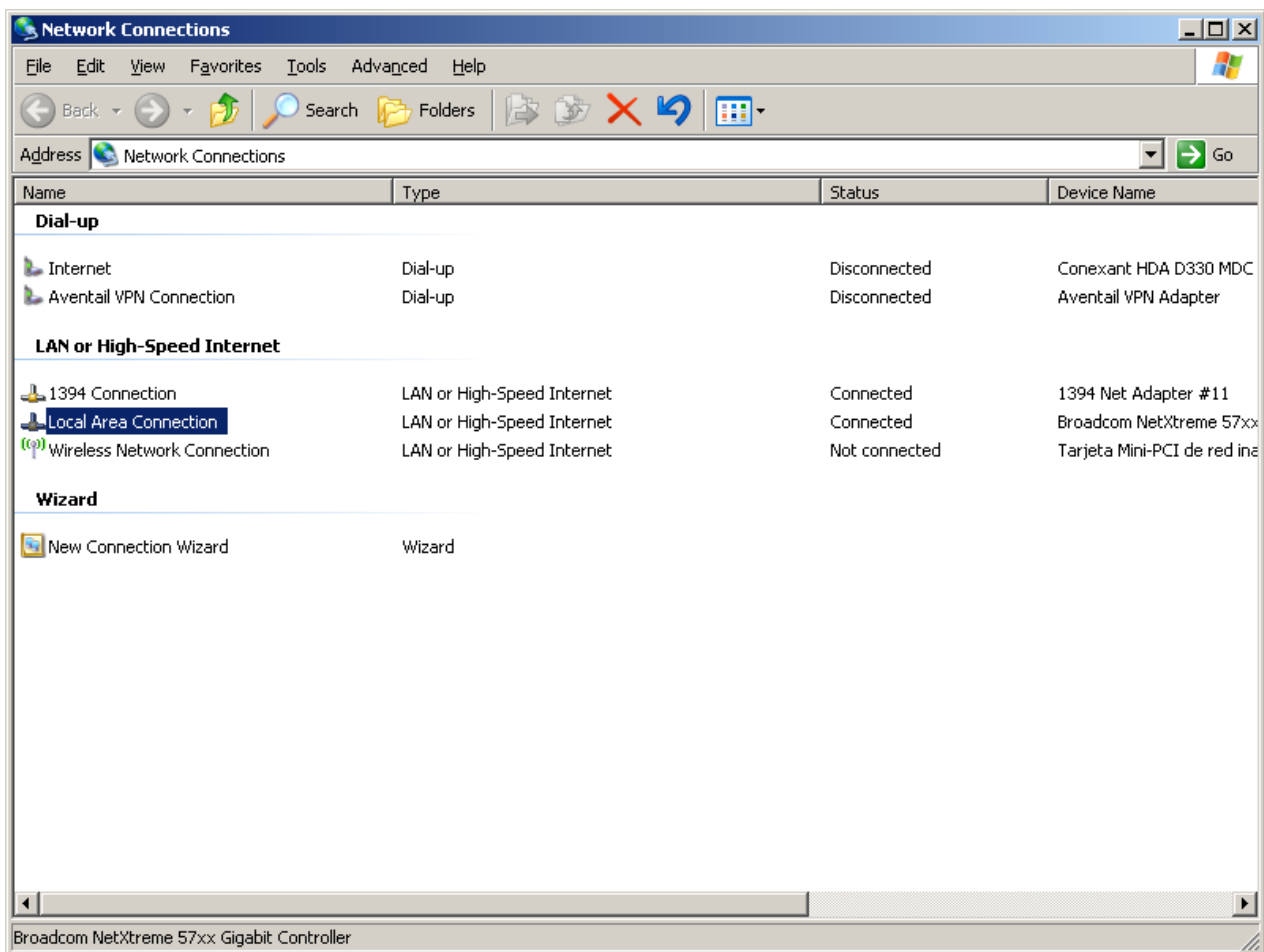 Network Connections
File Edit View Favorites Tools Advanced Help
Back Search Folders
Address Network Connections Go
Name Type Status Device Name
Dial-up
Internet Dial-up Disconnected Conexant HDA D330 MDC
Aventail VPN Connection Dial-up Disconnected Aventail VPN Adapter
LAN or High-Speed Internet
1394 Connection LAN or High-Speed Internet Connected 1394 Net Adapter #11
Local Area Connection LAN or High-Speed Internet Connected Broadcom NetXtreme 57xx
Wireless Network Connection LAN or High-Speed Internet Not connected Tarjeta Mini-PCI de red ina
Wizard
New Connection Wizard Wizard
Broadcom NetXtreme 57xx Gigabit Controller